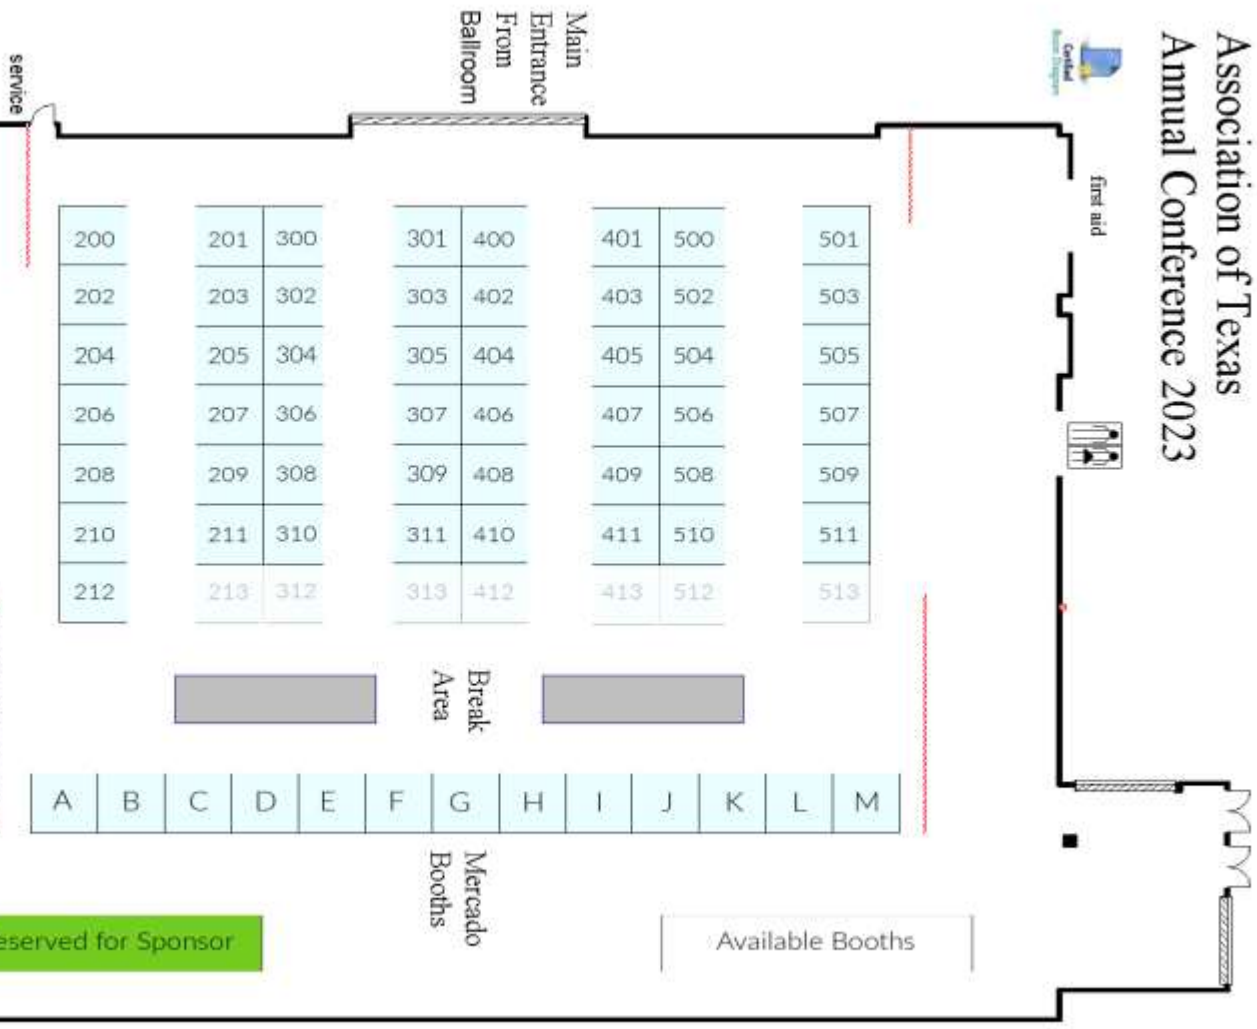 Association of Texas
Annual Conference 2023
Certified
Room Diagram
first aid
Main
Entrance
From
Ballroom
service
200 201 300 301 400 401 500 501
202 203 302 303 402 403 502 503
204 205 304 305 404 405 504 505
206 207 306 307 406 407 506 507
208 209 308 309 408 409 508 509
210 211 310 311 410 411 510 511
212 213 312 313 412 413 512 513
Break
Area
A B C D E F G H I J K L M
Mercado
Booths
eserved for Sponsor
Available Booths